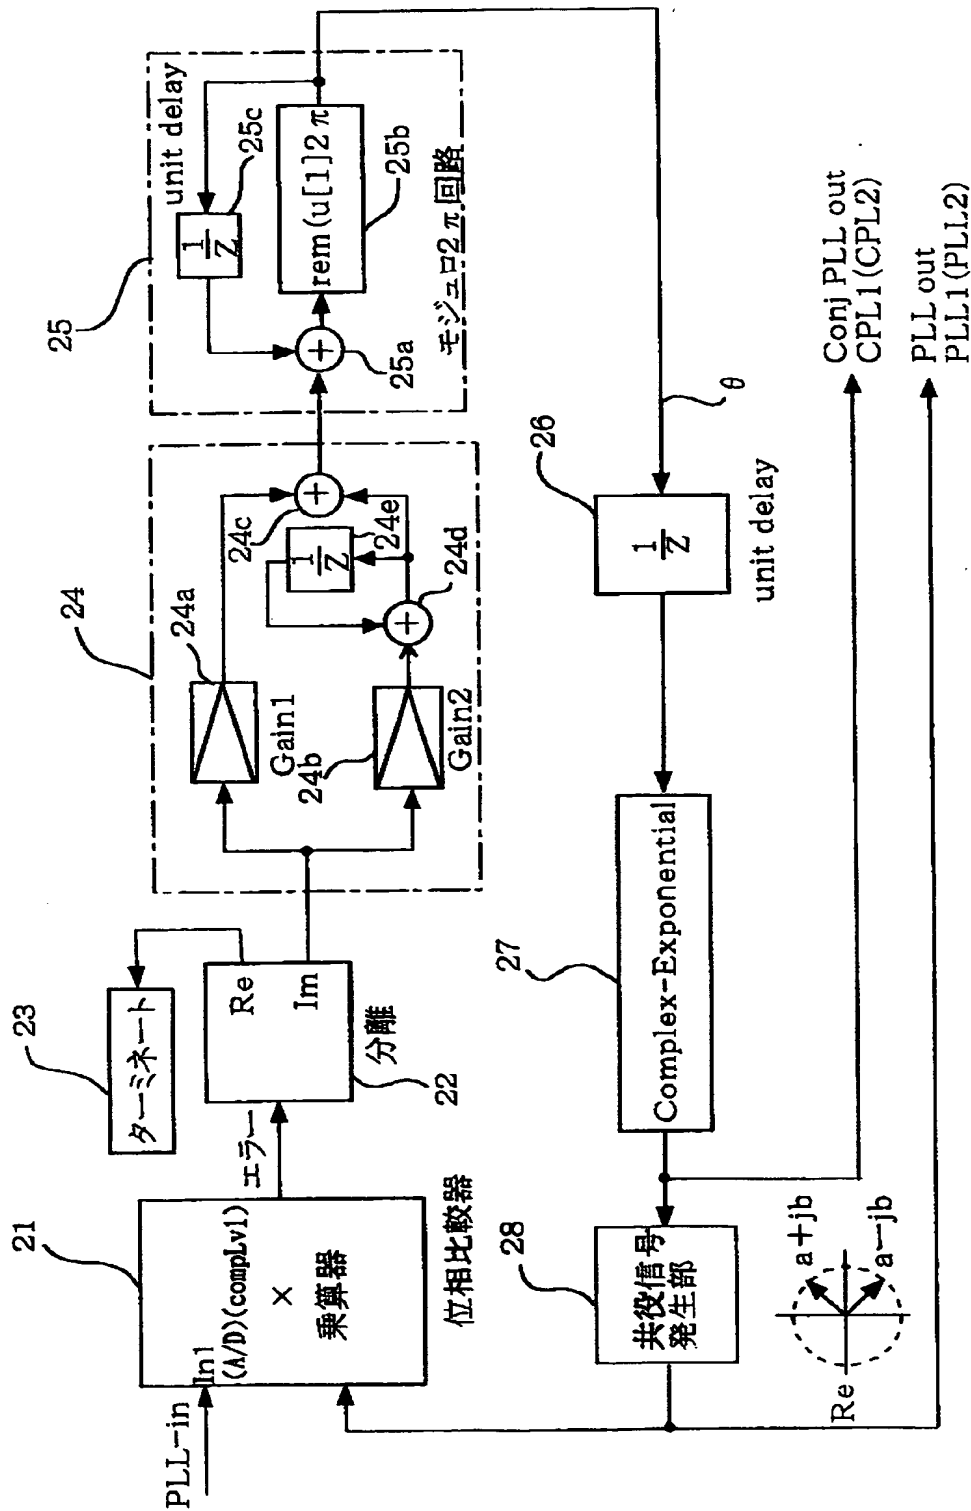 PLL-in
21
In1
(A/D)(compLv1)
×
乗算器
位相比較器
エラー
23
ターミネート
Re
Im
分離
22
24
24a
Gain1
24b
Gain2
24c
+
1/Z
24e
+
24d
25
unit delay
1/Z
25c
rem(u[1]2π
25b
+
25a
モジュロ2π回路
θ
26
1/Z
unit delay
27
Complex-Exponential
28
共役信号
発生部
Re
a+jb
a-jb
Conj PLL out
CPL1(CPL2)
PLL out
PLL1(PLL2)